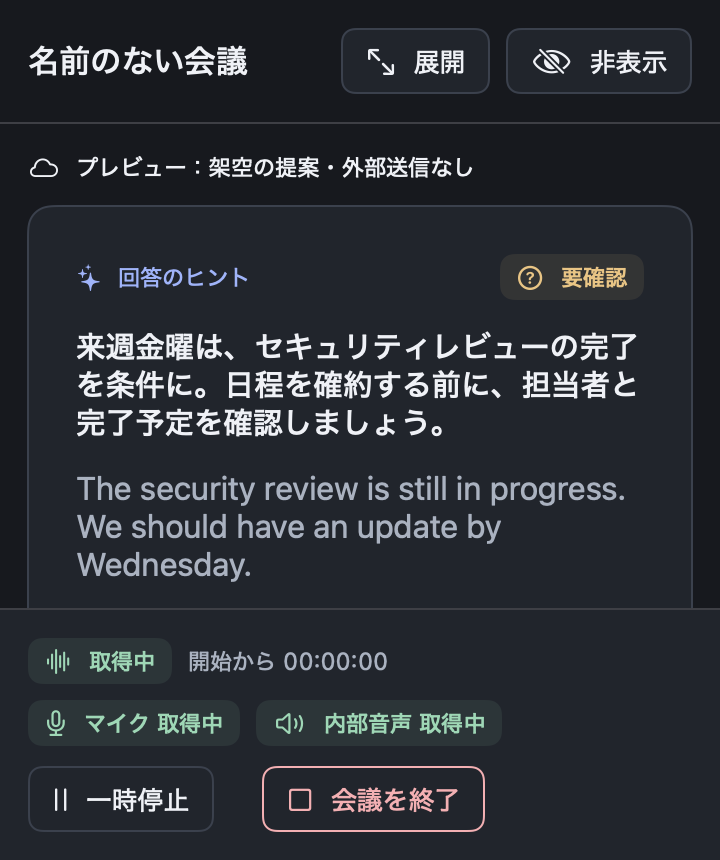 名前のない会議
展開
非表示
プレビュー：架空の提案・外部送信なし
回答のヒント
要確認
来週金曜は、セキュリティレビューの完了
を条件に。日程を確約する前に、担当者と
完了予定を確認しましょう。
The security review is still in progress.
We should have an update by
Wednesday.
取得中
開始から 00:00:00
マイク 取得中
内部音声 取得中
一時停止
会議を終了